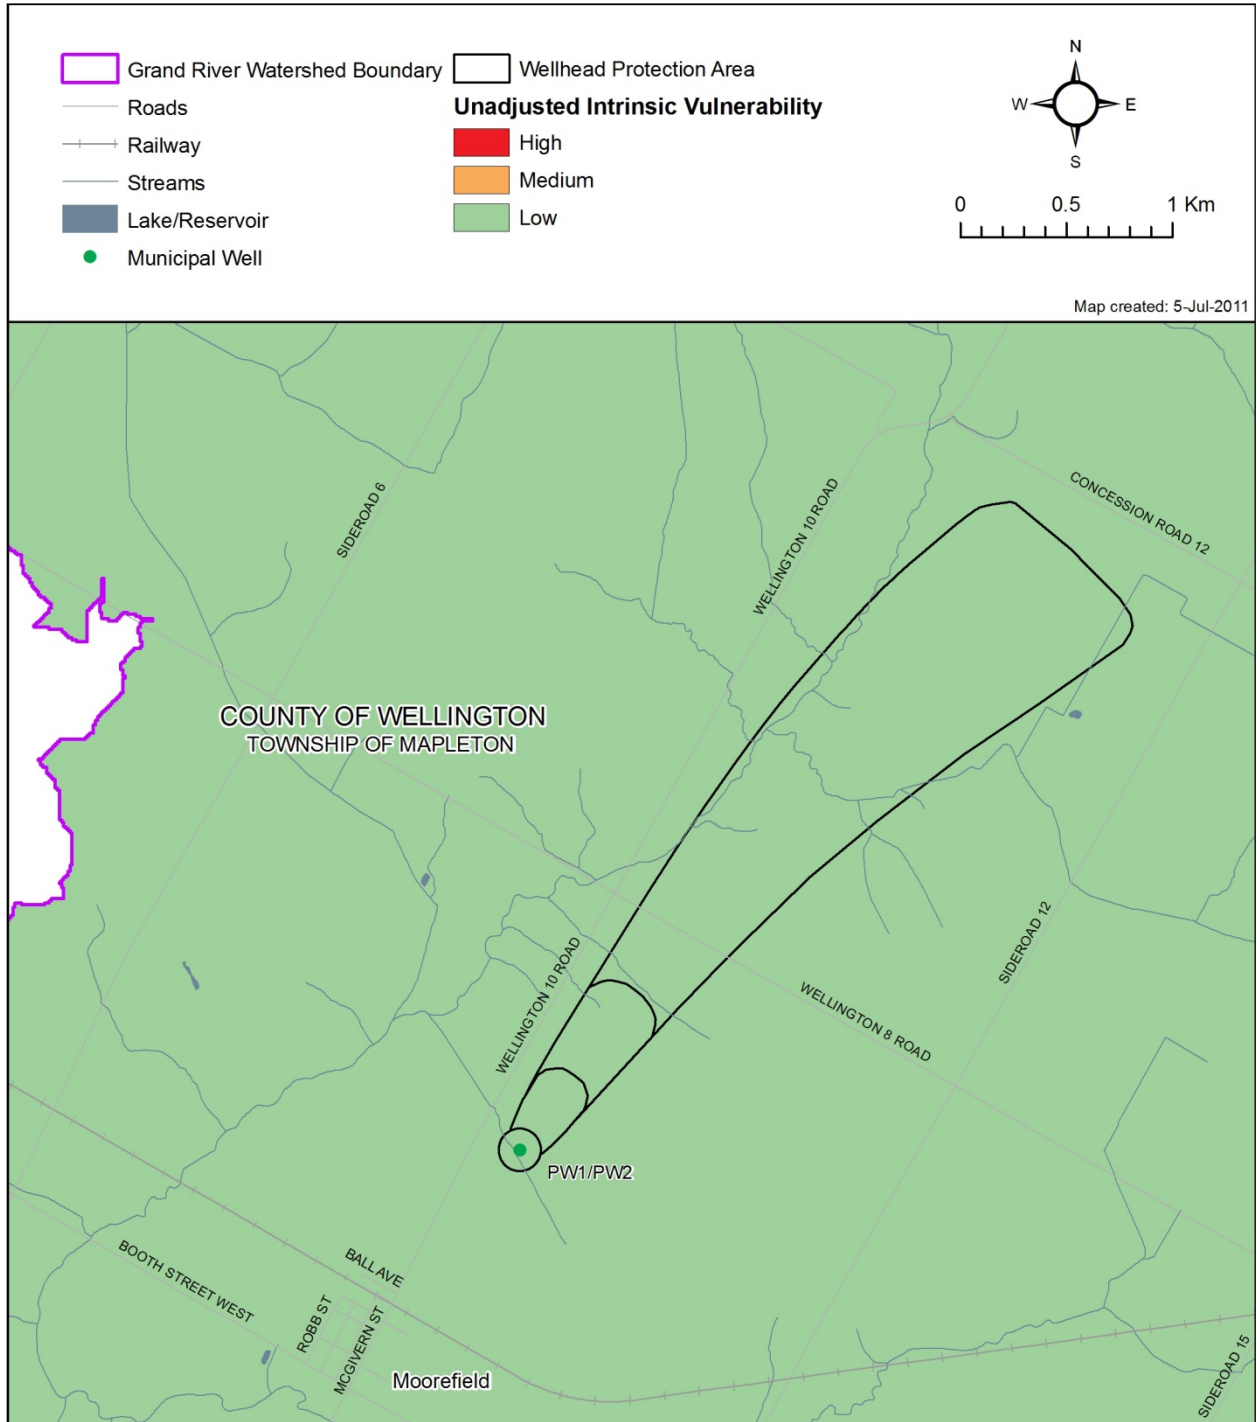 Grand River Watershed Boundary
Roads
Railway
Streams
Lake/Reservoir
Municipal Well
Wellhead Protection Area
Unadjusted Intrinsic Vulnerability
High
Medium
Low
N
W
E
S
0
0.5
1 Km
Map created: 5-Jul-2011
SIDEROAD 6
WELLINGTON 10 ROAD
CONCESSION ROAD 12
COUNTY OF WELLINGTON
TOWNSHIP OF MAPLETON
WELLINGTON 10 ROAD
SIDEROAD 12
WELLINGTON 8 ROAD
PW1/PW2
BOOTH STREET WEST
BALL AVE
ROBB ST
MCGIVERN ST
Moorefield
SIDEROAD 15